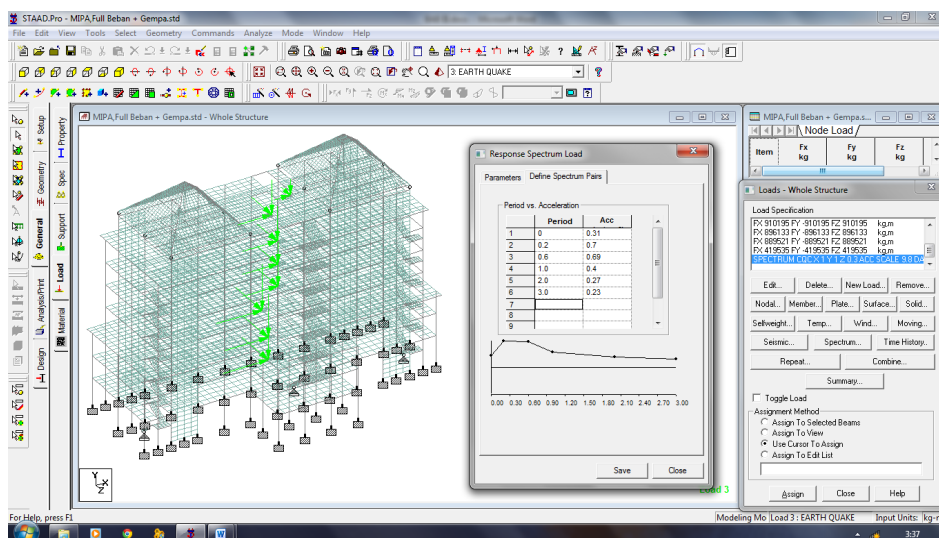 STAAD.Pro - MIPA,Full Beban + Gempa.std
File Edit View Tools Select Geometry Commands Analyze Mode Window Help
3: EARTH QUAKE
MIPA,Full Beban + Gempa.std - Whole Structure
Setup
Geometry
General
Analysis/Print
Design
Property
Spec
Support
Load
Material
Y
X
Z
Load 3
Response Spectrum Load
Parameters Define Spectrum Pairs
Period vs. Acceleration
Period Acc
1 0 0.31
2 0.2 0.7
3 0.6 0.69
4 1.0 0.4
5 2.0 0.27
6 3.0 0.23
7
8
9
0.00 0.30 0.60 0.90 1.20 1.50 1.80 2.10 2.40 2.70 3.00
Save Close
MIPA,Full Beban + Gempa.s...
Node Load
Item Fx kg Fy kg Fz kg
Loads - Whole Structure
Load Specification
FX 910195 FY -910195 FZ 910195 kg,m
FX 896133 FY -896133 FZ 896133 kg,m
FX 889521 FY -889521 FZ 889521 kg,m
FX 419535 FY -419535 FZ 419535 kg,m
SPECTRUM CQC X 1 Y 1 Z 0.3 ACC SCALE 9.8 DA
Edit... Delete... New Load... Remove...
Nodal... Member... Plate... Surface... Solid...
Selfweight... Temp... Wind... Moving...
Seismic... Spectrum... Time History...
Repeat... Combine...
Summary...
Toggle Load
Assignment Method
Assign To Selected Beams
Assign To View
Use Cursor To Assign
Assign To Edit List
Assign Close Help
For Help, press F1
Modeling Mo Load 3 : EARTH QUAKE Input Units: kg-m
3:37